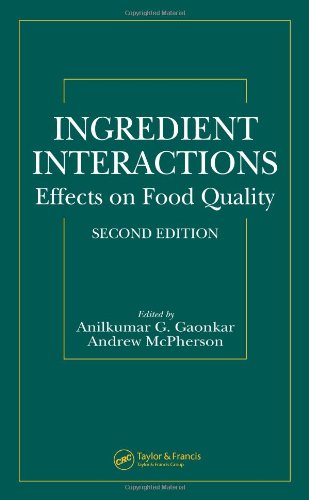 INGREDIENT
INTERACTIONS
Effects on Food Quality
SECOND EDITION
Edited by
Anilkumar G. Gaonkar
Andrew McPherson
CRC
Taylor & Francis
Taylor & Francis Group